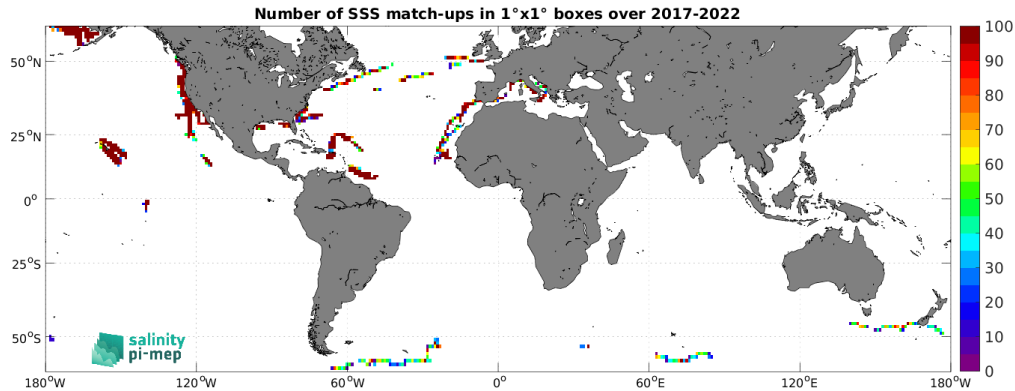 Number of SSS match-ups in 1°x1° boxes over 2017-2022
50°N
25°N
0°
25°S
50°S
180°W
120°W
60°W
0°
60°E
120°E
180°W
100
90
80
70
60
50
40
30
20
10
0
salinity
pi-mep